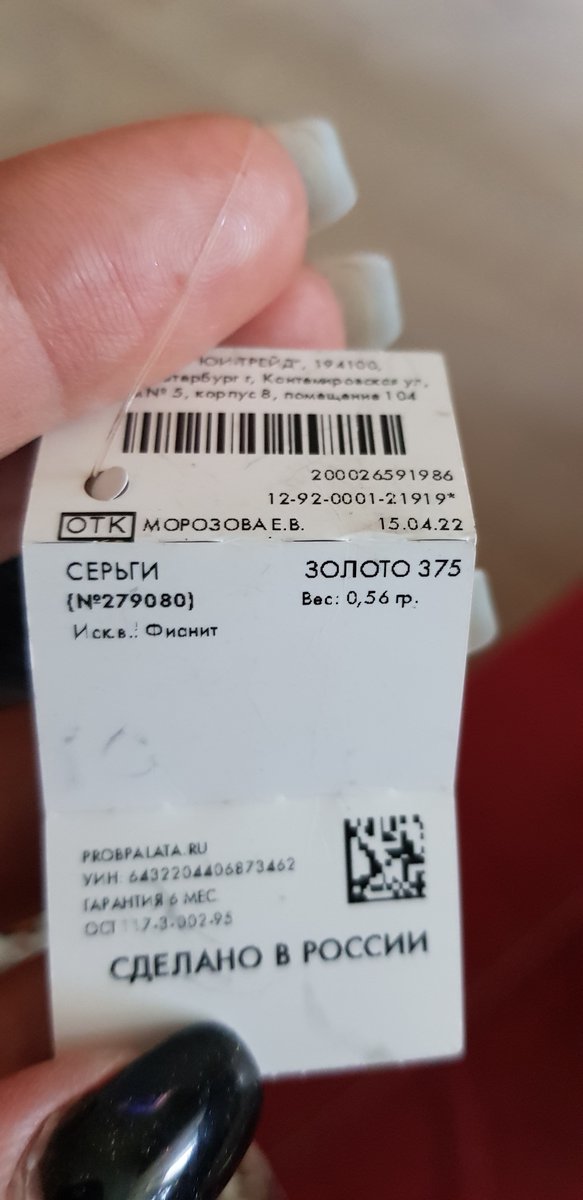 194100,
г, Кантемировская ул,
№ 5, корпус 8, помещение 104
200026591986
12-92-0001-21919*
ОТК МОРОЗОВА Е.В. 15.04.22
СЕРЬГИ ЗОЛОТО 375
(№279080) Вес: 0,56 гр.
Иск.в.: Фианит
PROBPALATA.RU
УИН: 6432204406873462
ГАРАНТИЯ 6 МЕС
ОСТ 117-3-002-95
СДЕЛАНО В РОССИИ